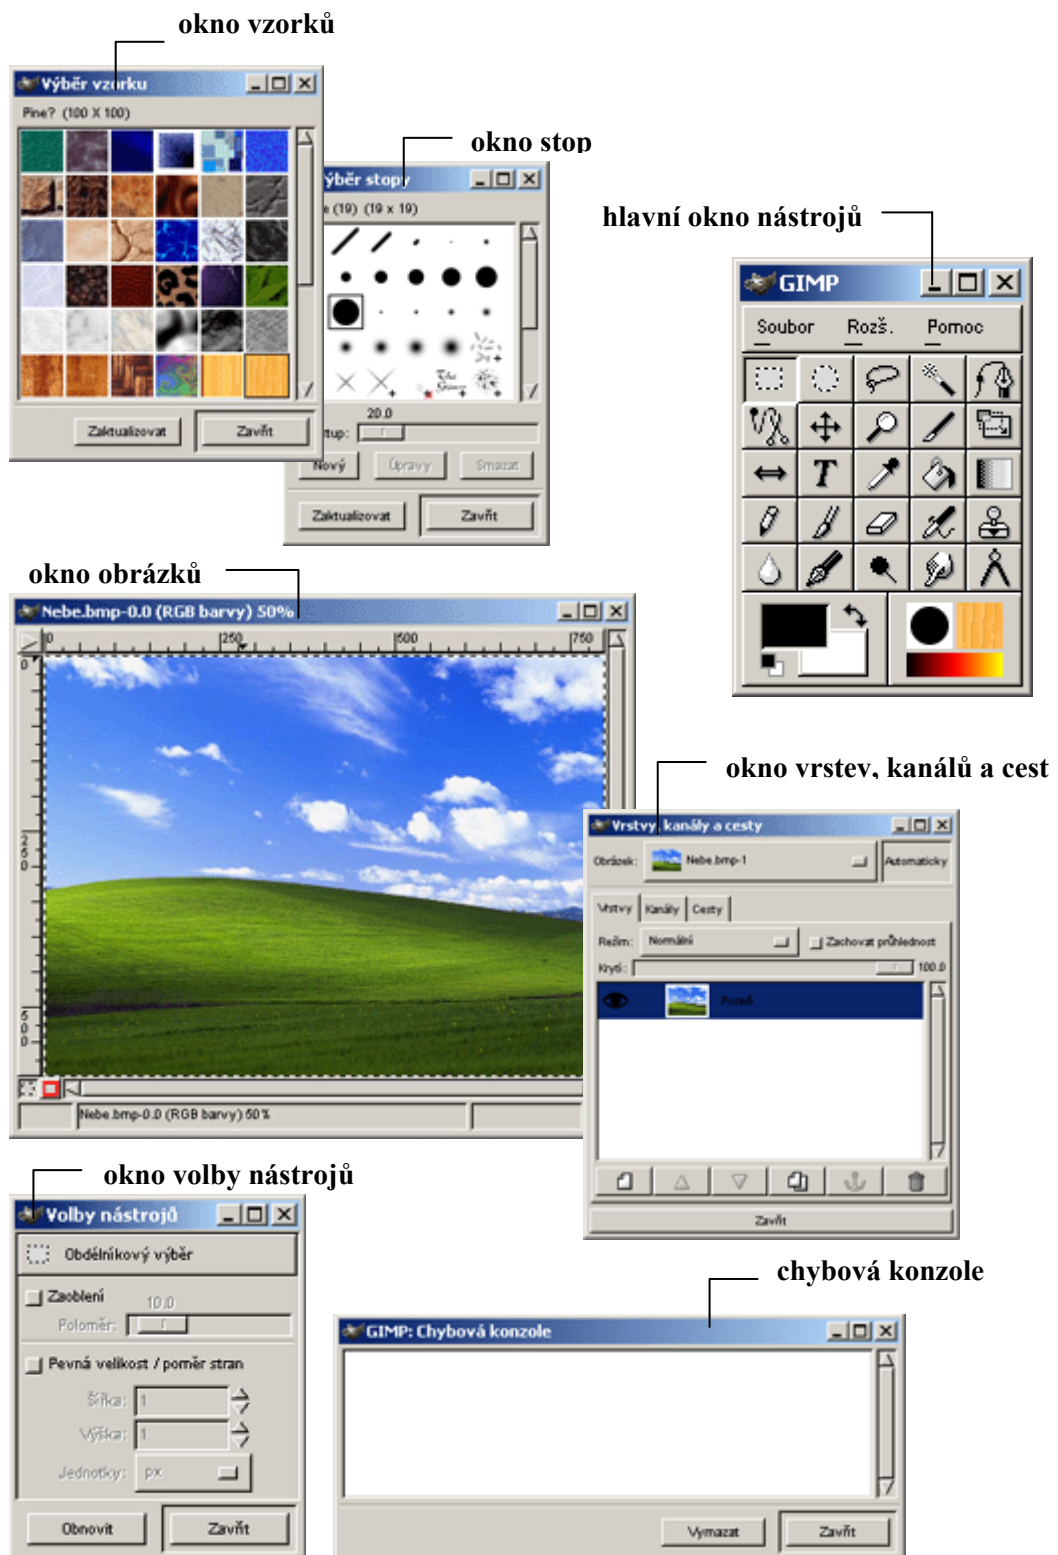 okno vzorků
Výběr vzorku
Pine? (100 X 100)
Zaktualizovat
Zavřít
okno stop
ýběr stopy
(19) (19 x 19)
20.0
tup:
Nový
Úpravy
Smazat
Zaktualizovat
Zavřít
hlavní okno nástrojů
GIMP
Soubor Rozš. Pomoc
okno obrázků
Nebe.bmp-0.0 (RGB barvy) 50%
0 250 500 750
0
250
500
Nebe.bmp-0.0 (RGB barvy) 50%
okno vrstev, kanálů a cest
Vrstvy, kanály a cesty
Obrázek: Nebe.bmp-1 Automaticky
Vrstvy Kanály Cesty
Režim: Normální Zachovat průhlednost
Krytí: 100.0
Pozadí
Zavřít
okno volby nástrojů
Volby nástrojů
Obdélníkový výběr
Zaoblení
10.0
Poloměr:
Pevná velikost / poměr stran
Šířka: 1
Výška: 1
Jednotky: px
Obnovit
Zavřít
chybová konzole
GIMP: Chybová konzole
Vymazat
Zavřít